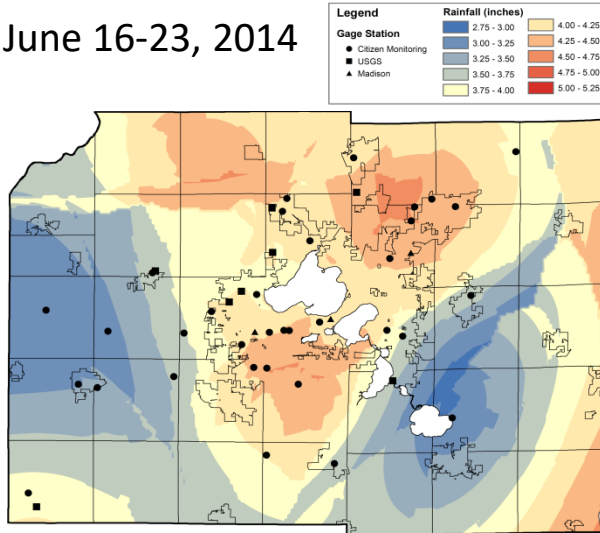 June 16-23, 2014
Legend
Gage Station
Citizen Monitoring
USGS
Madison
Rainfall (inches)
2.75 - 3.00
3.00 - 3.25
3.25 - 3.50
3.50 - 3.75
3.75 - 4.00
4.00 - 4.25
4.25 - 4.50
4.50 - 4.75
4.75 - 5.00
5.00 - 5.25